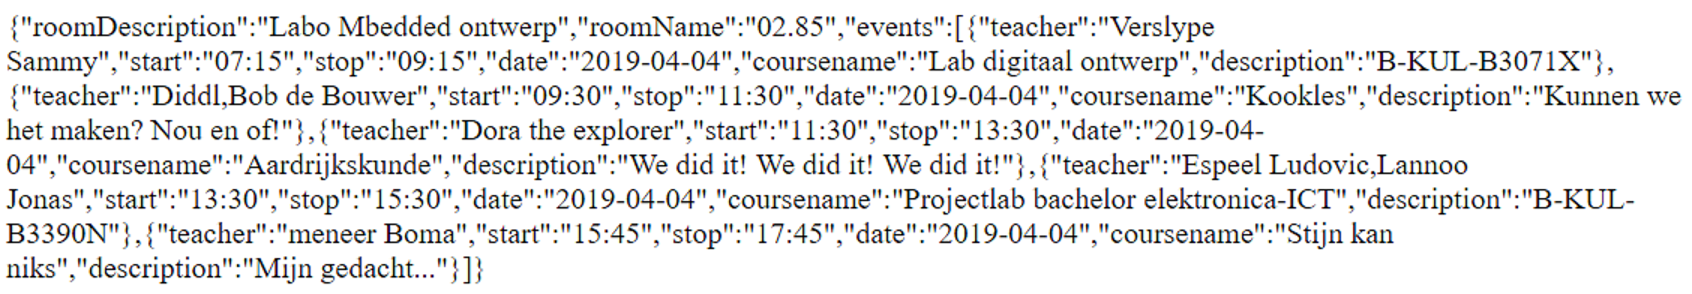 {"roomDescription":"Labo Mbedded ontwerp","roomName":"02.85","events":[{"teacher":"Verslype
Sammy","start":"07:15","stop":"09:15","date":"2019-04-04","coursename":"Lab digitaal ontwerp","description":"B-KUL-B3071X"},
{"teacher":"Diddl,Bob de Bouwer","start":"09:30","stop":"11:30","date":"2019-04-04","coursename":"Kookles","description":"Kunnen we
het maken? Nou en of!"},{"teacher":"Dora the explorer","start":"11:30","stop":"13:30","date":"2019-04-
04","coursename":"Aardrijkskunde","description":"We did it! We did it! We did it!"},{"teacher":"Espeel Ludovic,Lannoo
Jonas","start":"13:30","stop":"15:30","date":"2019-04-04","coursename":"Projectlab bachelor elektronica-ICT","description":"B-KUL-
B3390N"},{"teacher":"meneer Boma","start":"15:45","stop":"17:45","date":"2019-04-04","coursename":"Stijn kan
niks","description":"Mijn gedacht..."}]}